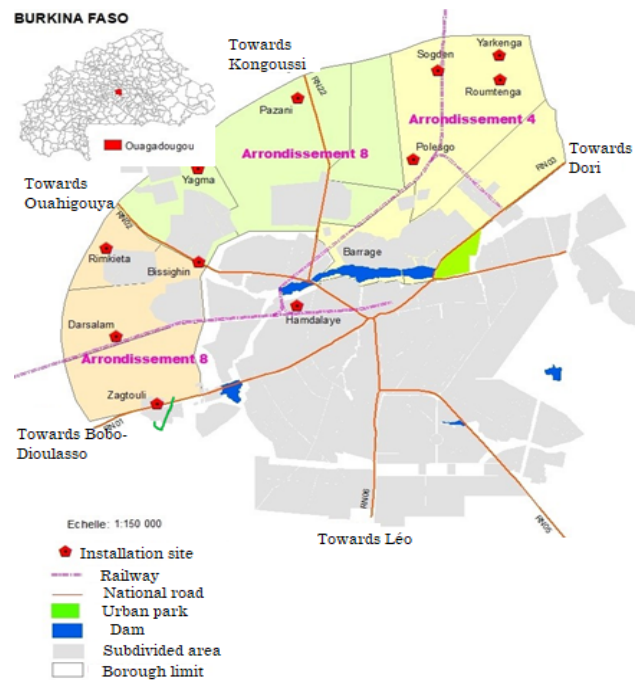 BURKINA FASO
Ouagadougou
Towards
Kongoussi
RN22
Sogden
Yarkenga
Roumtenga
Pazani
Arrondissement 4
Arrondissement 8
Polesgo
Towards
Dori
RN03
Yagma
Towards
Ouahigouya
RN02
Rimkieta
Bissighin
Barrage
Hamdalaye
Darsalam
Arrondissement 8
Zagtouli
RN01
Towards Bobo-
Dioulasso
RN06
RN05
Towards Léo
Echelle: 1:150 000
Installation site
Railway
National road
Urban park
Dam
Subdivided area
Borough limit